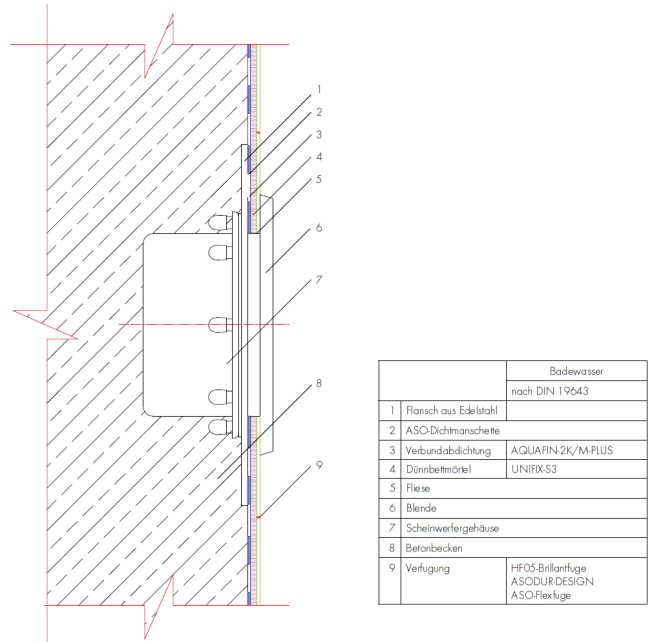 1
2
3
4
5
6
7
8
9
Badewasser
nach DIN 19643
1 Flansch aus Edelstahl
2 ASO-Dichtmanschette
3 Verbundabdichtung AQUAFIN-2K/M-PLUS
4 Dünnbettmörtel UNIFIX-S3
5 Fliese
6 Blende
7 Scheinwerfergehäuse
8 Betonbecken
9 Verfugung HF05-Brillantfuge
ASODUR-DESIGN
ASO-Flexfuge